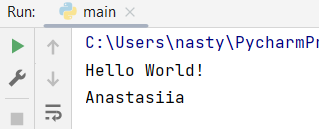 Run: main
C:\Users\nasty\PycharmPr
Hello World!
Anastasiia